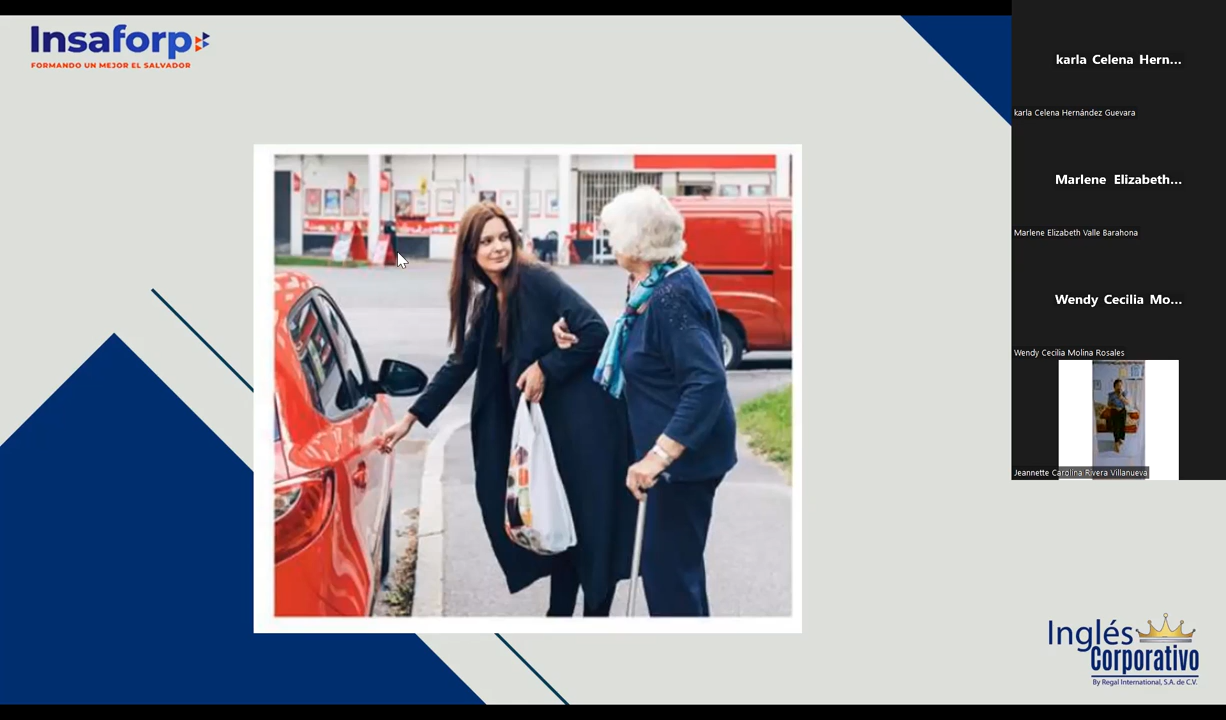 Insaforp
FORMANDO UN MEJOR EL SALVADOR
karla Celena Hern...
karla Celena Hernández Guevara
Marlene Elizabeth...
Marlene Elizabeth Valle Barahona
Wendy Cecilia Mo...
Wendy Cecilia Molina Rosales
Jeannette Carolina Rivera Villanueva
Inglés
Corporativo
By Regal International, S.A. de C.V.